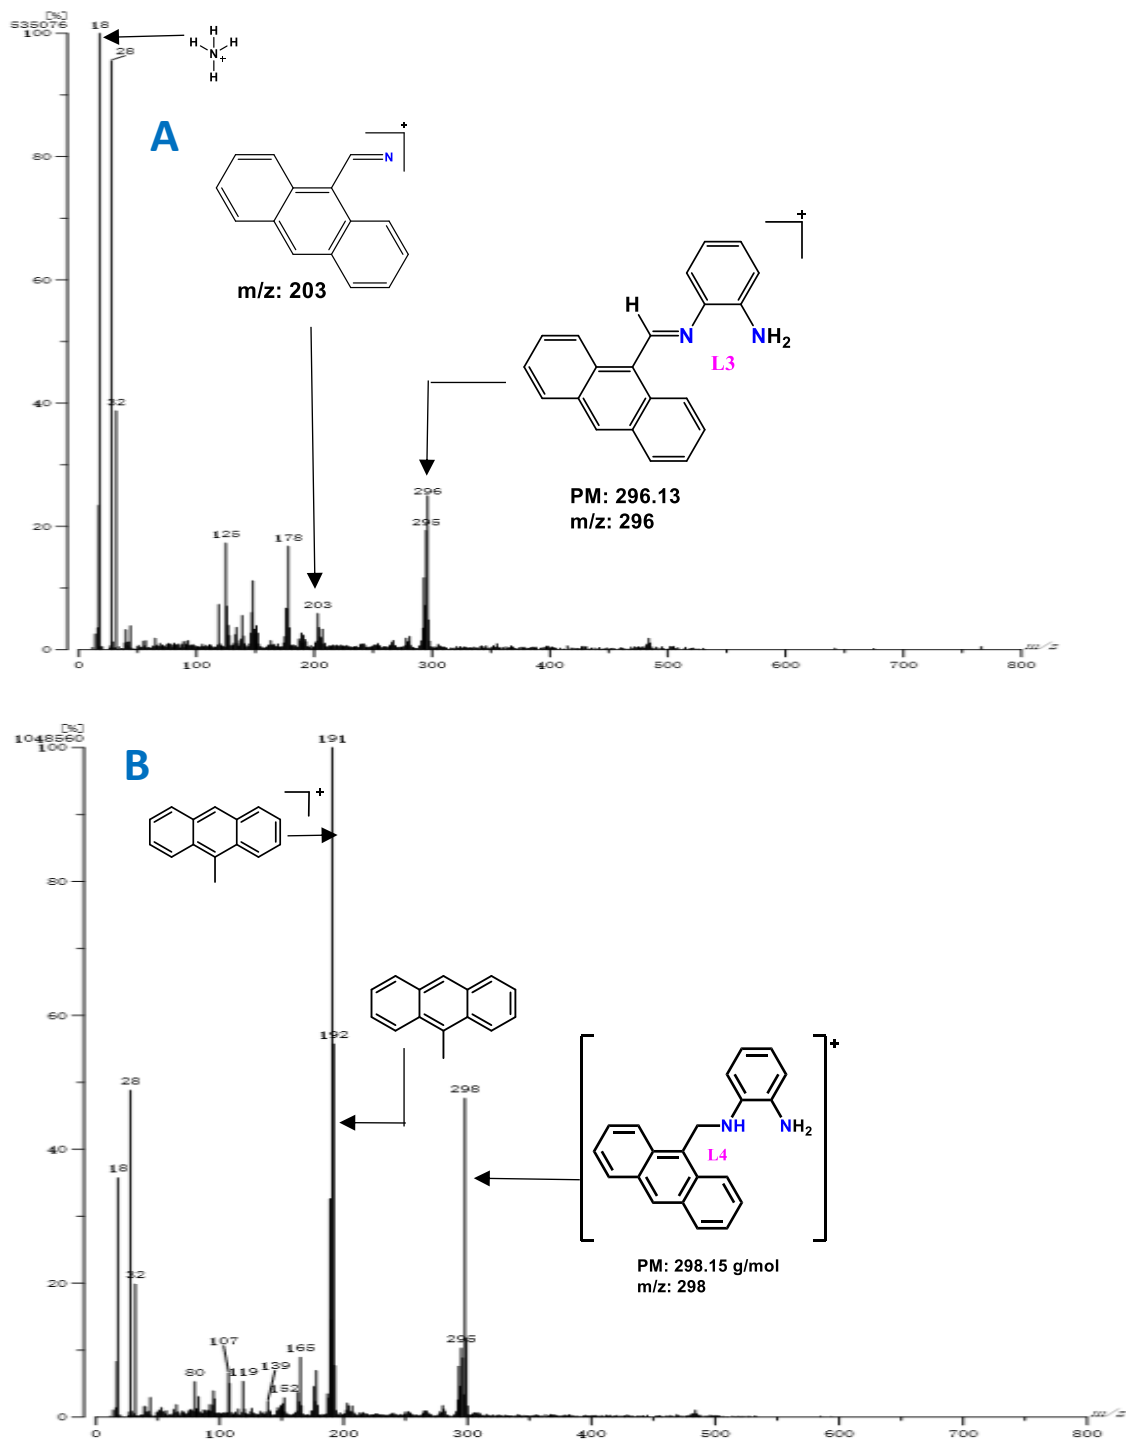 [%]
535076
18
100
28
H
H
H
N
+
H
A
80
+
N
m/z: 203
60
+
H
N
NH2
L3
40
32
296
295
PM: 296.13
m/z: 296
20
125
178
203
0
0
100
200
300
400
500
600
700
800
m/z
[%]
1048560
100
191
B
+
80
60
192
28
298
+
NH
NH2
L4
40
18
PM: 298.15 g/mol
m/z: 298
20
32
295
107
165
139
80
119
152
0
0
100
200
300
400
500
600
700
800
m/z